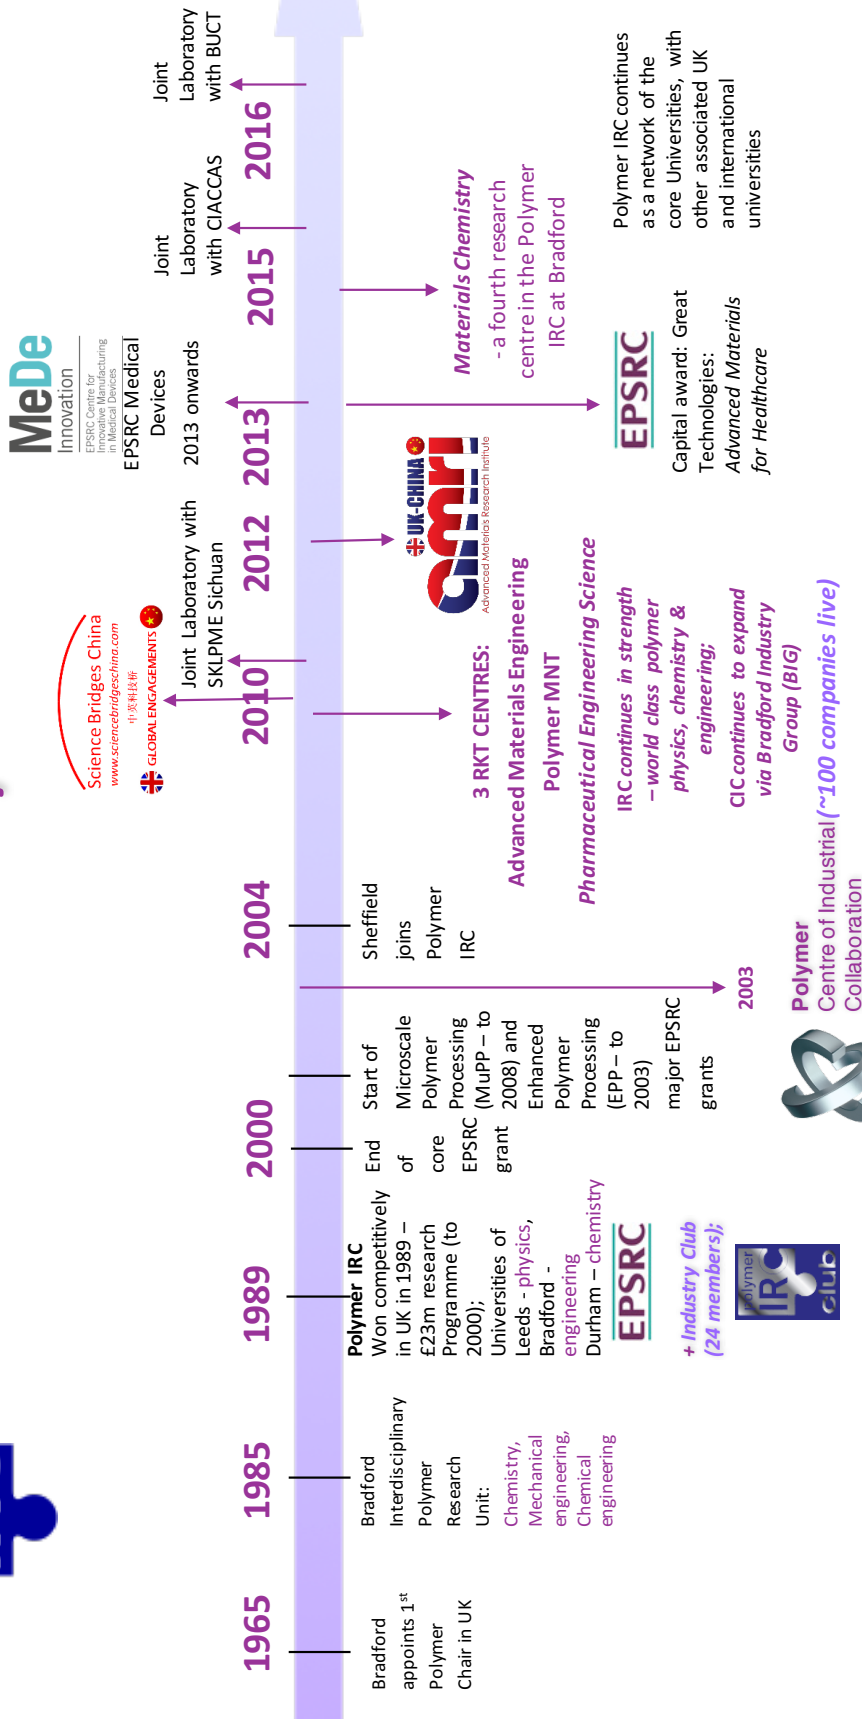 1965
Bradford
appoints 1st
Polymer
Chair in UK
1985
Bradford
Interdisciplinary
Polymer
Research
Unit:
Chemistry,
Mechanical
engineering,
Chemical
engineering
1989
Polymer IRC
Won competitively
in UK in 1989 –
£23m research
Programme (to
2000);
Universities of
Leeds - physics,
Bradford -
engineering
Durham – chemistry
EPSRC
+ Industry Club
(24 members);
polymer
IRC
club
2000
End
of
core
EPSRC
grant
Start of
Microscale
Polymer
Processing
(MuPP – to
2008) and
Enhanced
Polymer
Processing
(EPP – to
2003)
major EPSRC
grants
2003
Polymer
Centre of Industrial
Collaboration
2004
Sheffield
joins
Polymer
IRC
2010
Science Bridges China
www.sciencebridgeschina.com
中英科技桥
GLOBAL ENGAGEMENTS
Joint Laboratory with
SKLPME Sichuan
3 RKT CENTRES:
Advanced Materials Engineering
Polymer MNT
Pharmaceutical Engineering Science
IRC continues in strength
– world class polymer
physics, chemistry &
engineering;
CIC continues to expand
via Bradford Industry
Group (BIG)
(~100 companies live)
2012
UK-CHINA
amri
Advanced Materials Research Institute
2013
MeDe
Innovation
EPSRC Centre for
Innovative Manufacturing
in Medical Devices
EPSRC Medical
Devices
2013 onwards
EPSRC
Capital award: Great
Technologies:
Advanced Materials
for Healthcare
2015
Joint
Laboratory
with CIACCAS
Materials Chemistry
- a fourth research
centre in the Polymer
IRC at Bradford
2016
Joint
Laboratory
with BUCT
Polymer IRC continues
as a network of the
core Universities, with
other associated UK
and international
universities